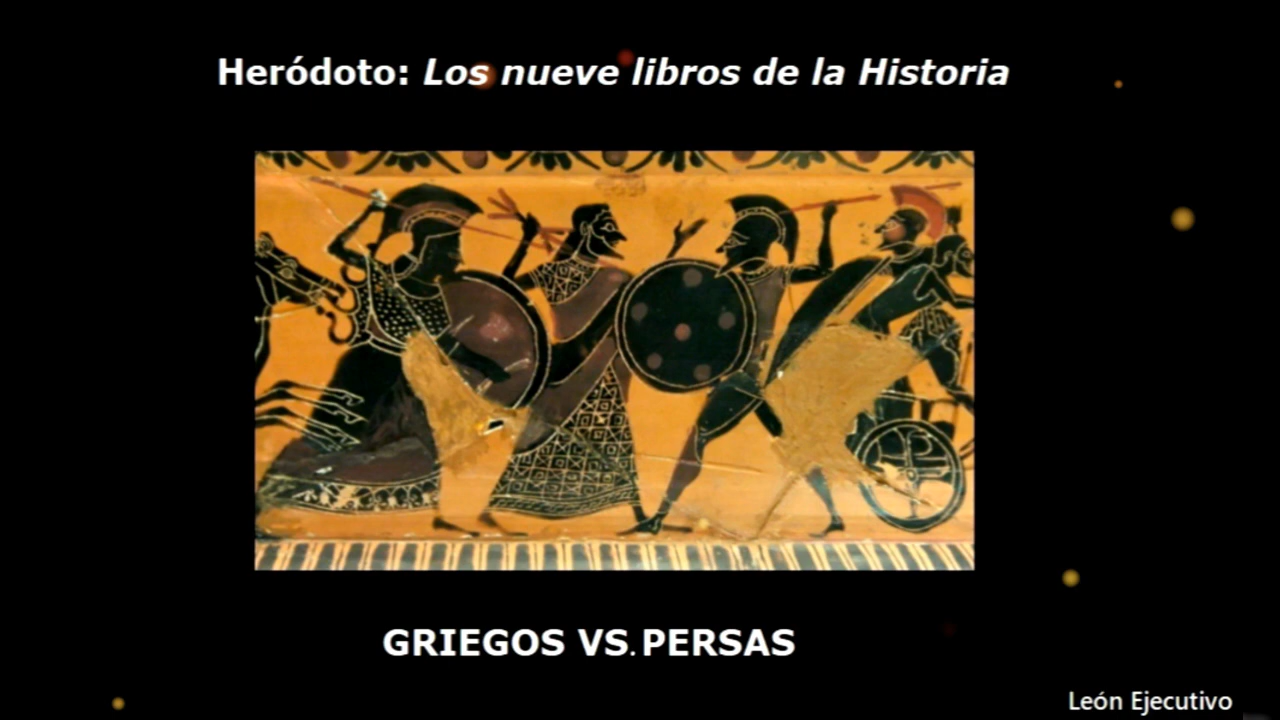 Heródoto: Los nueve libros de la Historia
GRIEGOS VS. PERSAS
León Ejecutivo